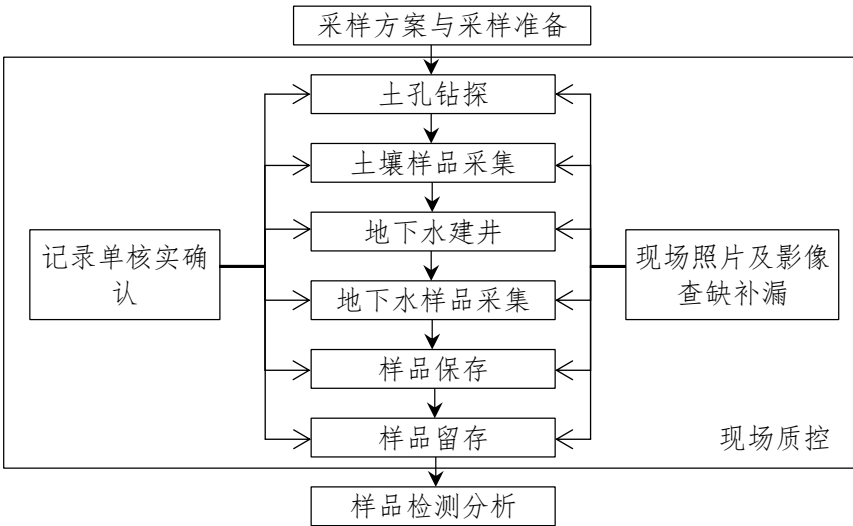 采样方案与采样准备
土孔钻探
土壤样品采集
地下水建井
记录单核实确
认
现场照片及影像
查缺补漏
地下水样品采集
样品保存
样品留存
现场质控
样品检测分析